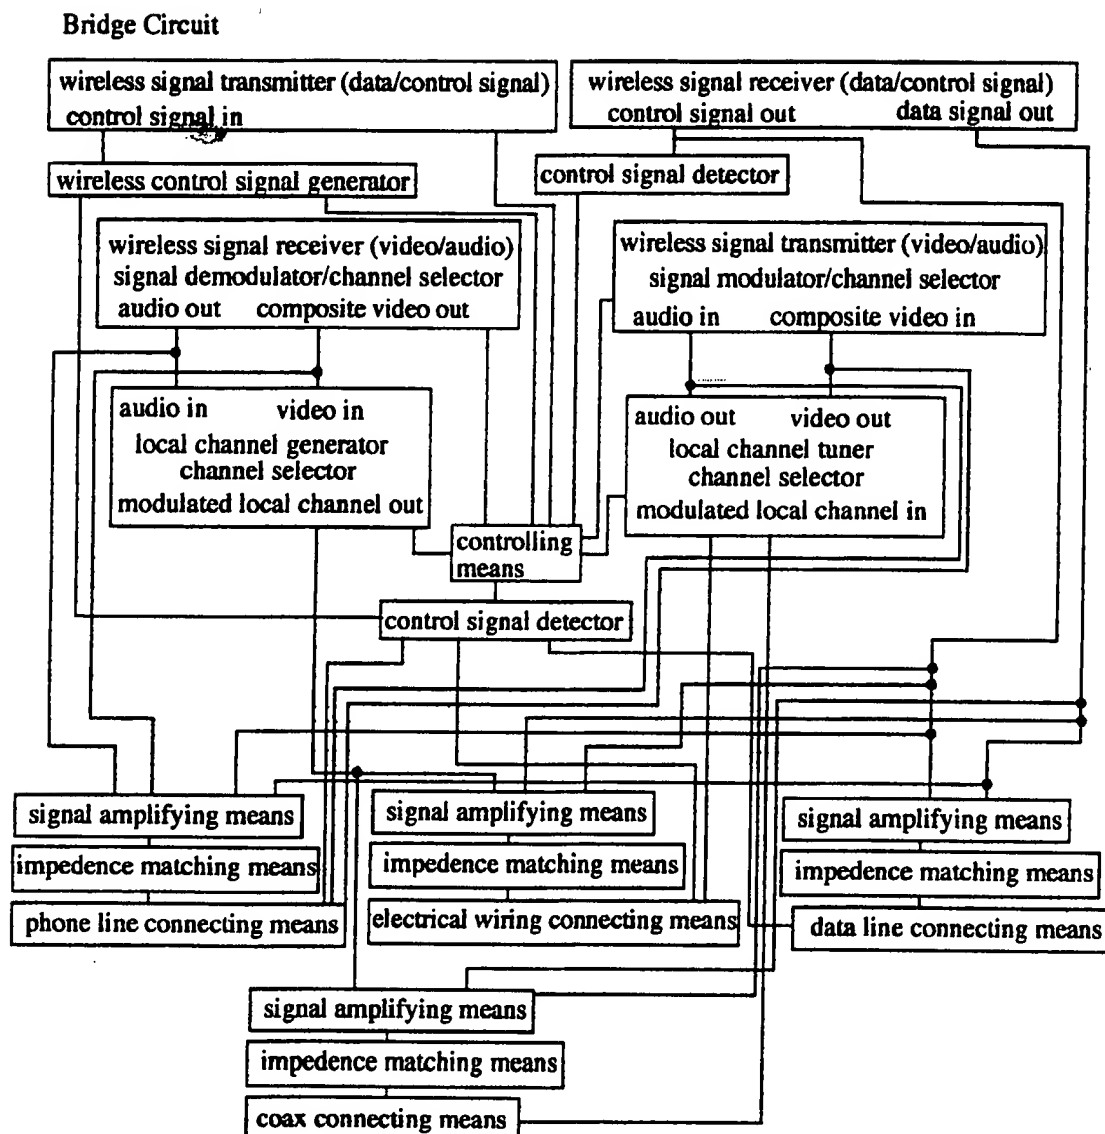 Bridge Circuit
wireless signal transmitter (data/control signal)
control signal in
wireless signal receiver (data/control signal)
control signal out data signal out
wireless control signal generator
control signal detector
wireless signal receiver (video/audio)
signal demodulator/channel selector
audio out composite video out
wireless signal transmitter (video/audio)
signal modulator/channel selector
audio in composite video in
audio in video in
local channel generator
channel selector
modulated local channel out
audio out video out
local channel tuner
channel selector
modulated local channel in
controlling
means
control signal detector
signal amplifying means
impedence matching means
phone line connecting means
signal amplifying means
impedence matching means
electrical wiring connecting means
signal amplifying means
impedence matching means
data line connecting means
signal amplifying means
impedence matching means
coax connecting means